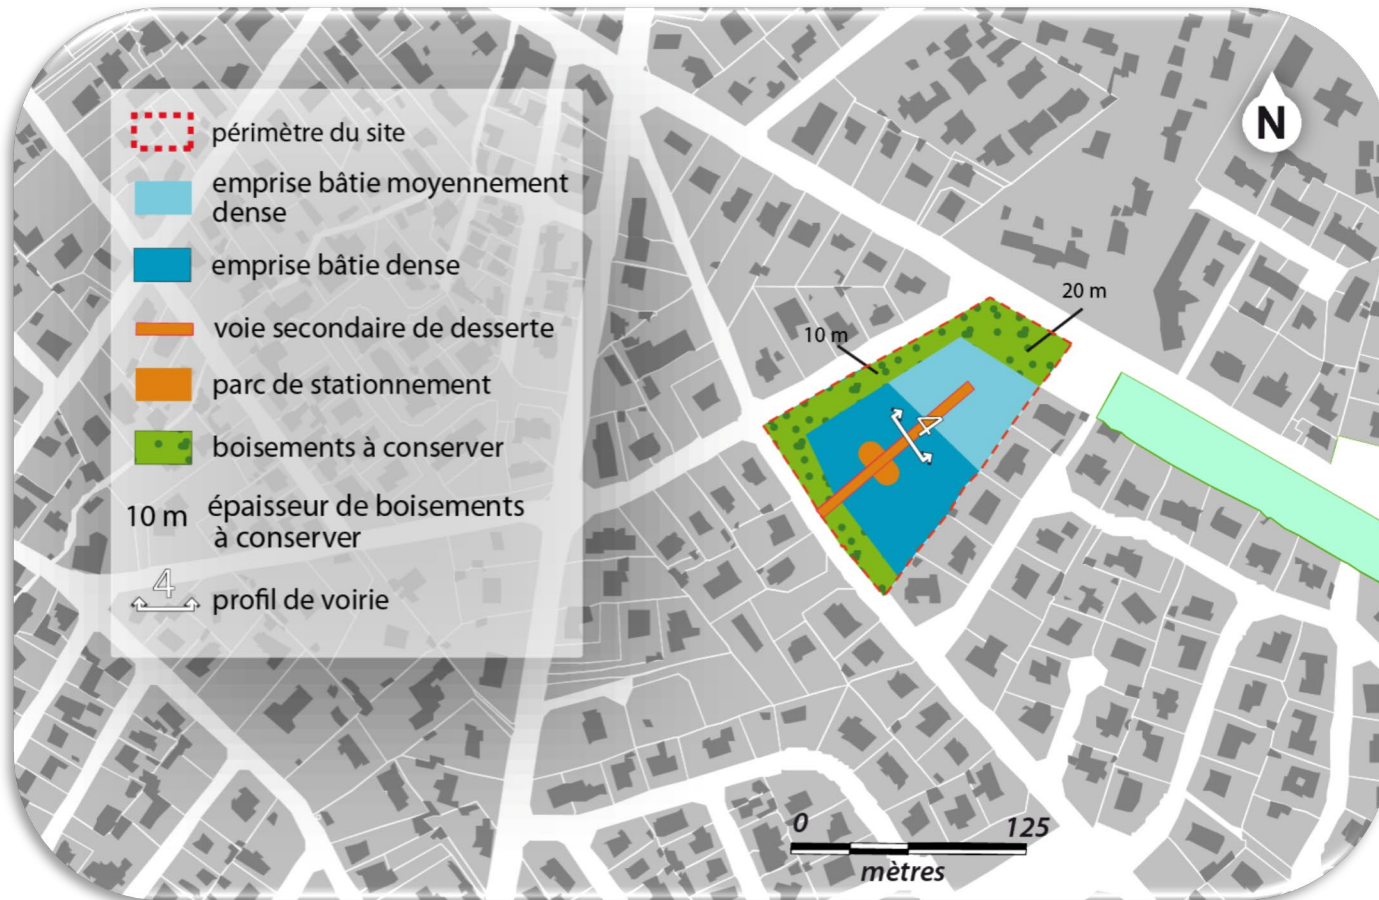 périmètre du site
emprise bâtie moyennement
dense
emprise bâtie dense
voie secondaire de desserte
parc de stationnement
boisements à conserver
10 m épaisseur de boisements
à conserver
4 profil de voirie
N
20 m
10 m
4
0 125
mètres